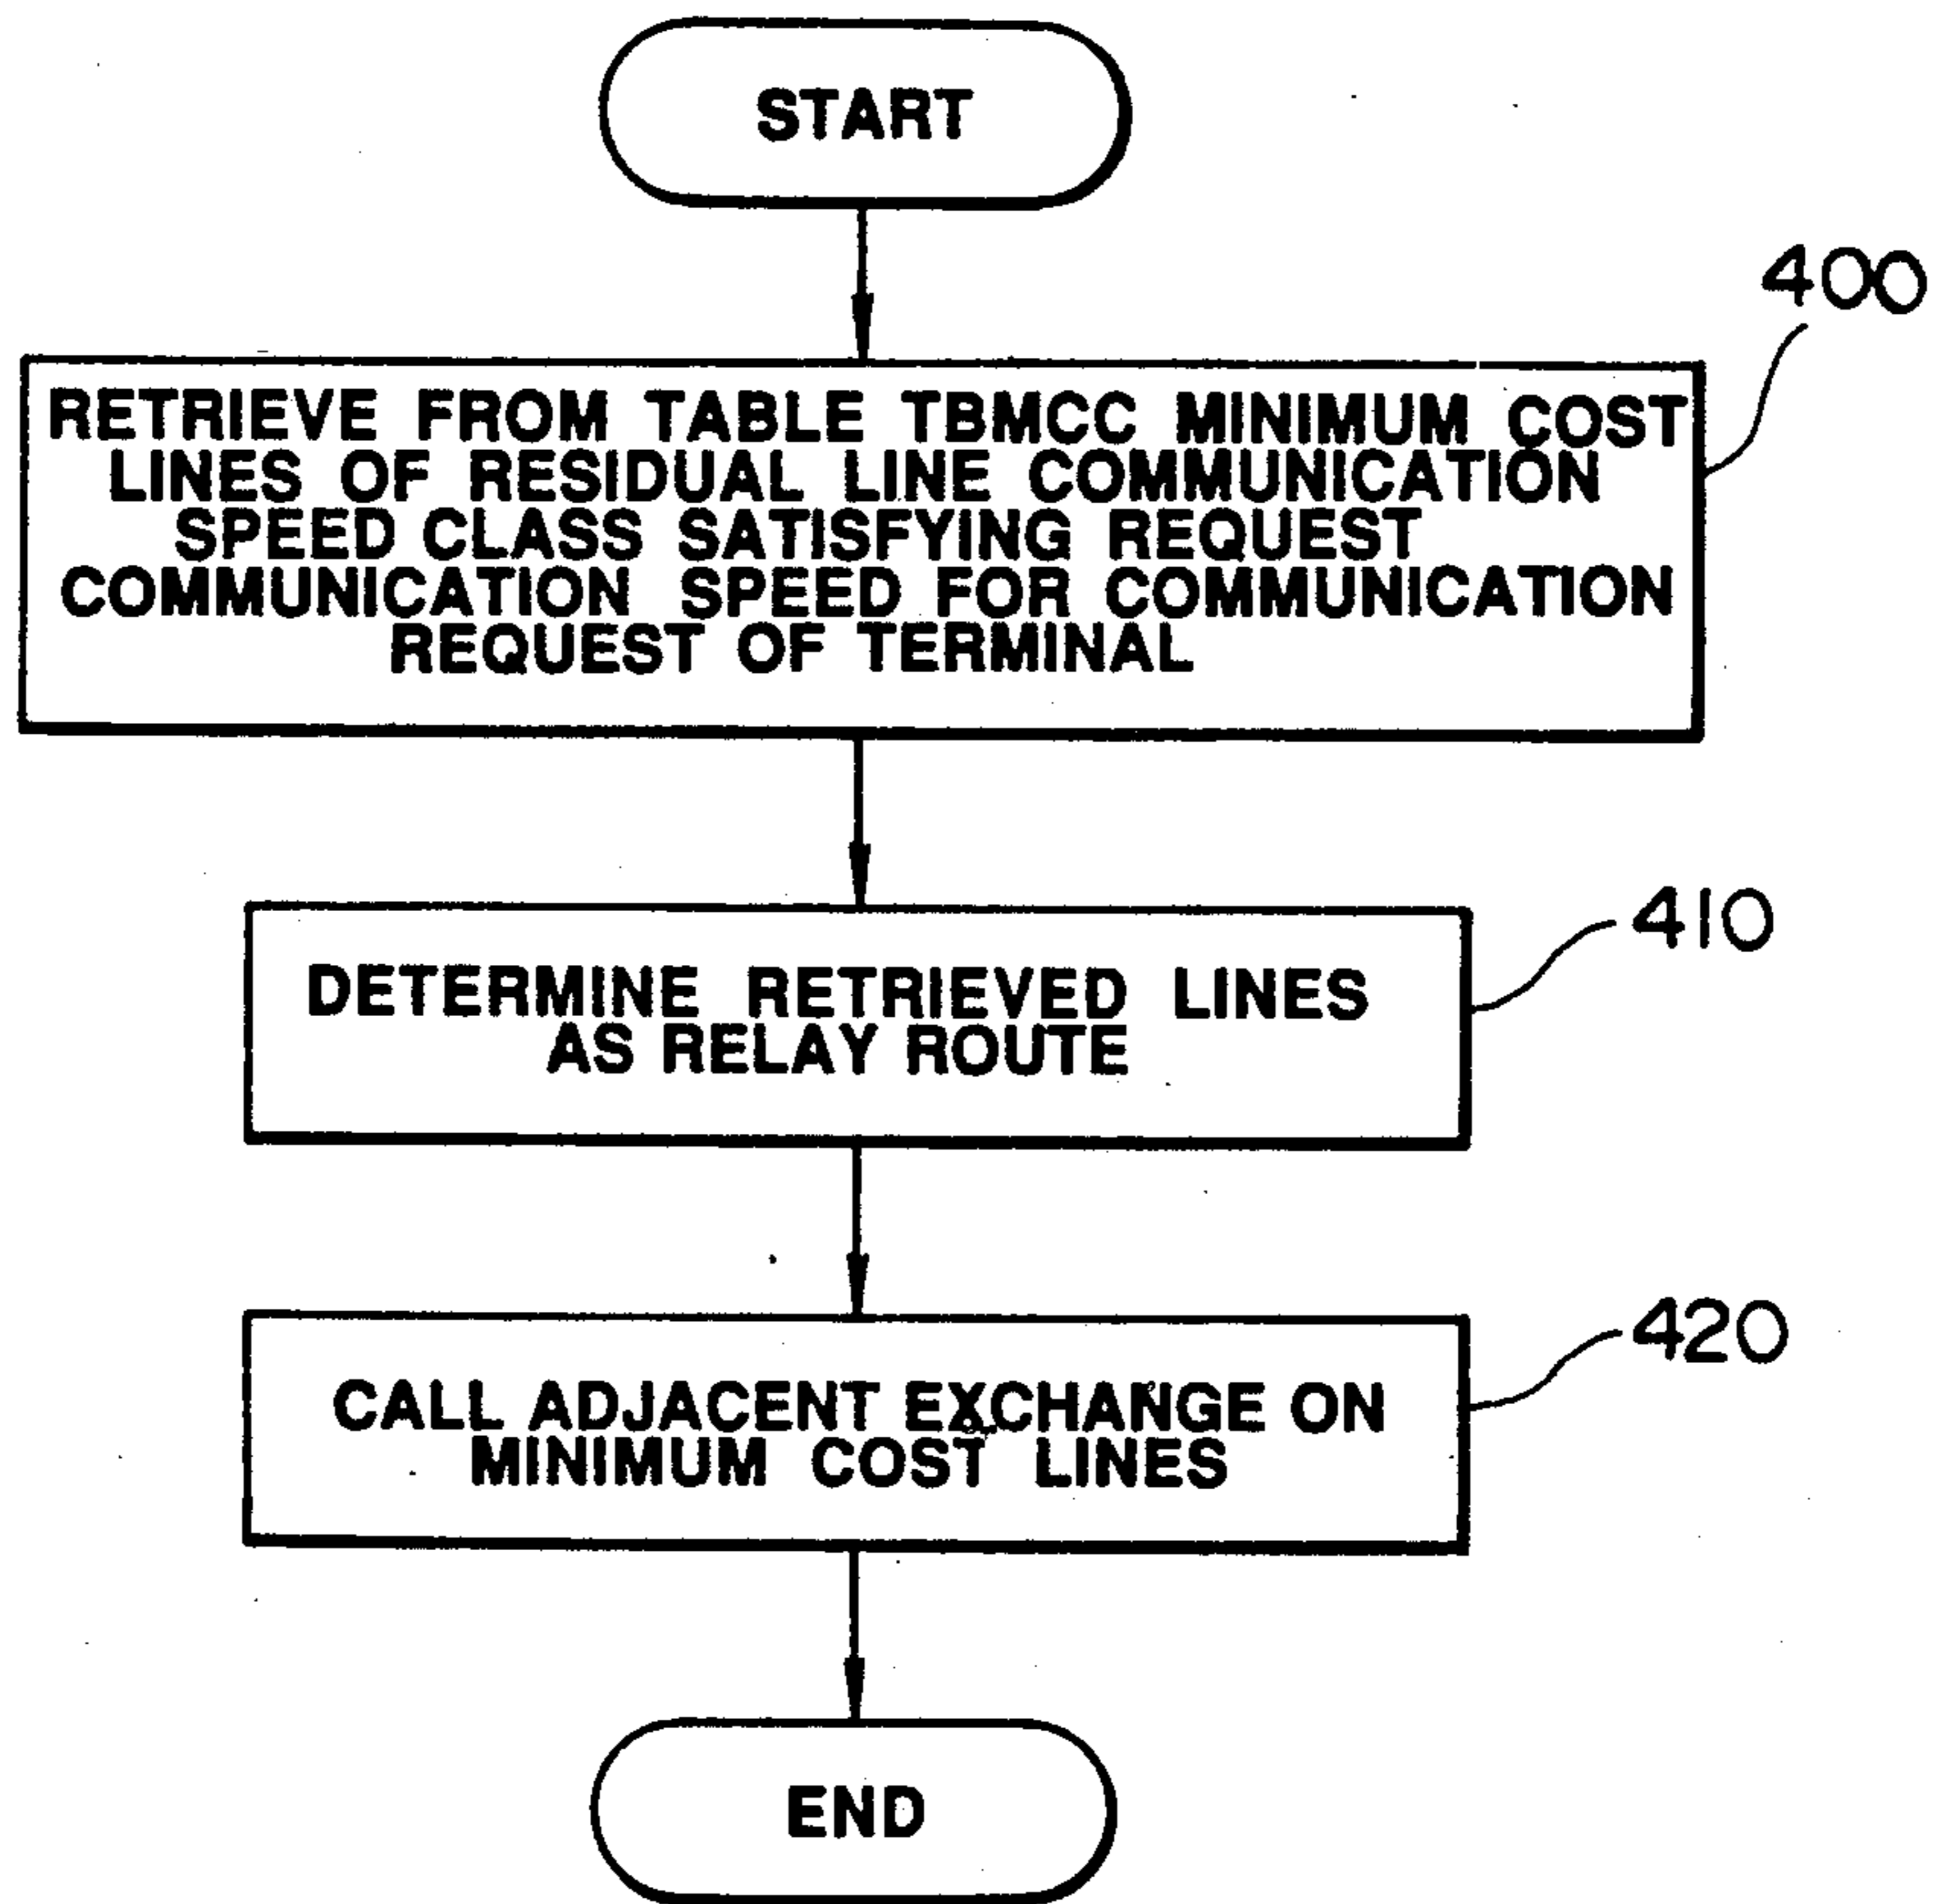 START
400
RETRIEVE FROM TABLE TBMCC MINIMUM COST
LINES OF RESIDUAL LINE COMMUNICATION
SPEED CLASS SATISFYING REQUEST
COMMUNICATION SPEED FOR COMMUNICATION
REQUEST OF TERMINAL
410
DETERMINE RETRIEVED LINES
AS RELAY ROUTE
420
CALL ADJACENT EXCHANGE ON
MINIMUM COST LINES
END